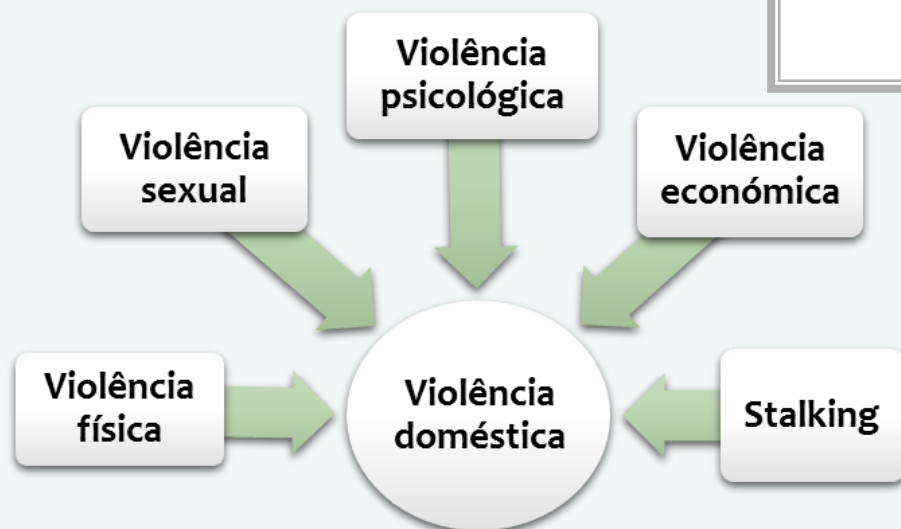 Violência
psicológica
Violência
sexual
Violência
económica
Violência
física
Violência
doméstica
Stalking